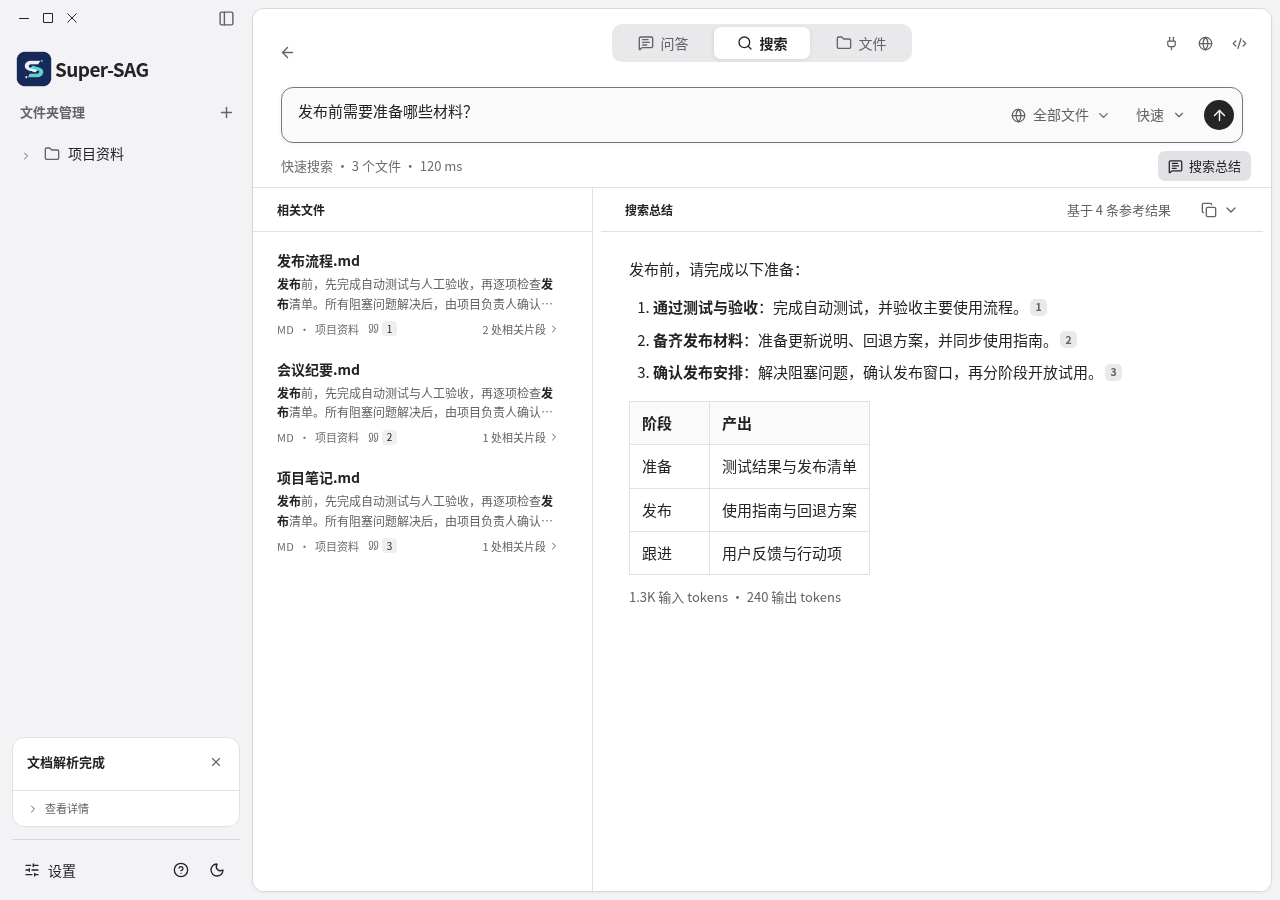 Super-SAG
文件夹管理
项目资料
文档解析完成
查看详情
设置
问答
搜索
文件
发布前需要准备哪些材料？
全部文件
快速
快速搜索 · 3 个文件 · 120 ms
搜索总结
相关文件
发布流程.md
发布前，先完成自动测试与人工验收，再逐项检查发
布清单。所有阻塞问题解决后，由项目负责人确认…
MD · 项目资料 1 2 处相关片段
会议纪要.md
发布前，先完成自动测试与人工验收，再逐项检查发
布清单。所有阻塞问题解决后，由项目负责人确认…
MD · 项目资料 2 1 处相关片段
项目笔记.md
发布前，先完成自动测试与人工验收，再逐项检查发
布清单。所有阻塞问题解决后，由项目负责人确认…
MD · 项目资料 3 1 处相关片段
搜索总结
基于 4 条参考结果
发布前，请完成以下准备：
1. 通过测试与验收：完成自动测试，并验收主要使用流程。 1
2. 备齐发布材料：准备更新说明、回退方案，并同步使用指南。 2
3. 确认发布安排：解决阻塞问题，确认发布窗口，再分阶段开放试用。 3
阶段 产出
准备 测试结果与发布清单
发布 使用指南与回退方案
跟进 用户反馈与行动项
1.3K 输入 tokens · 240 输出 tokens